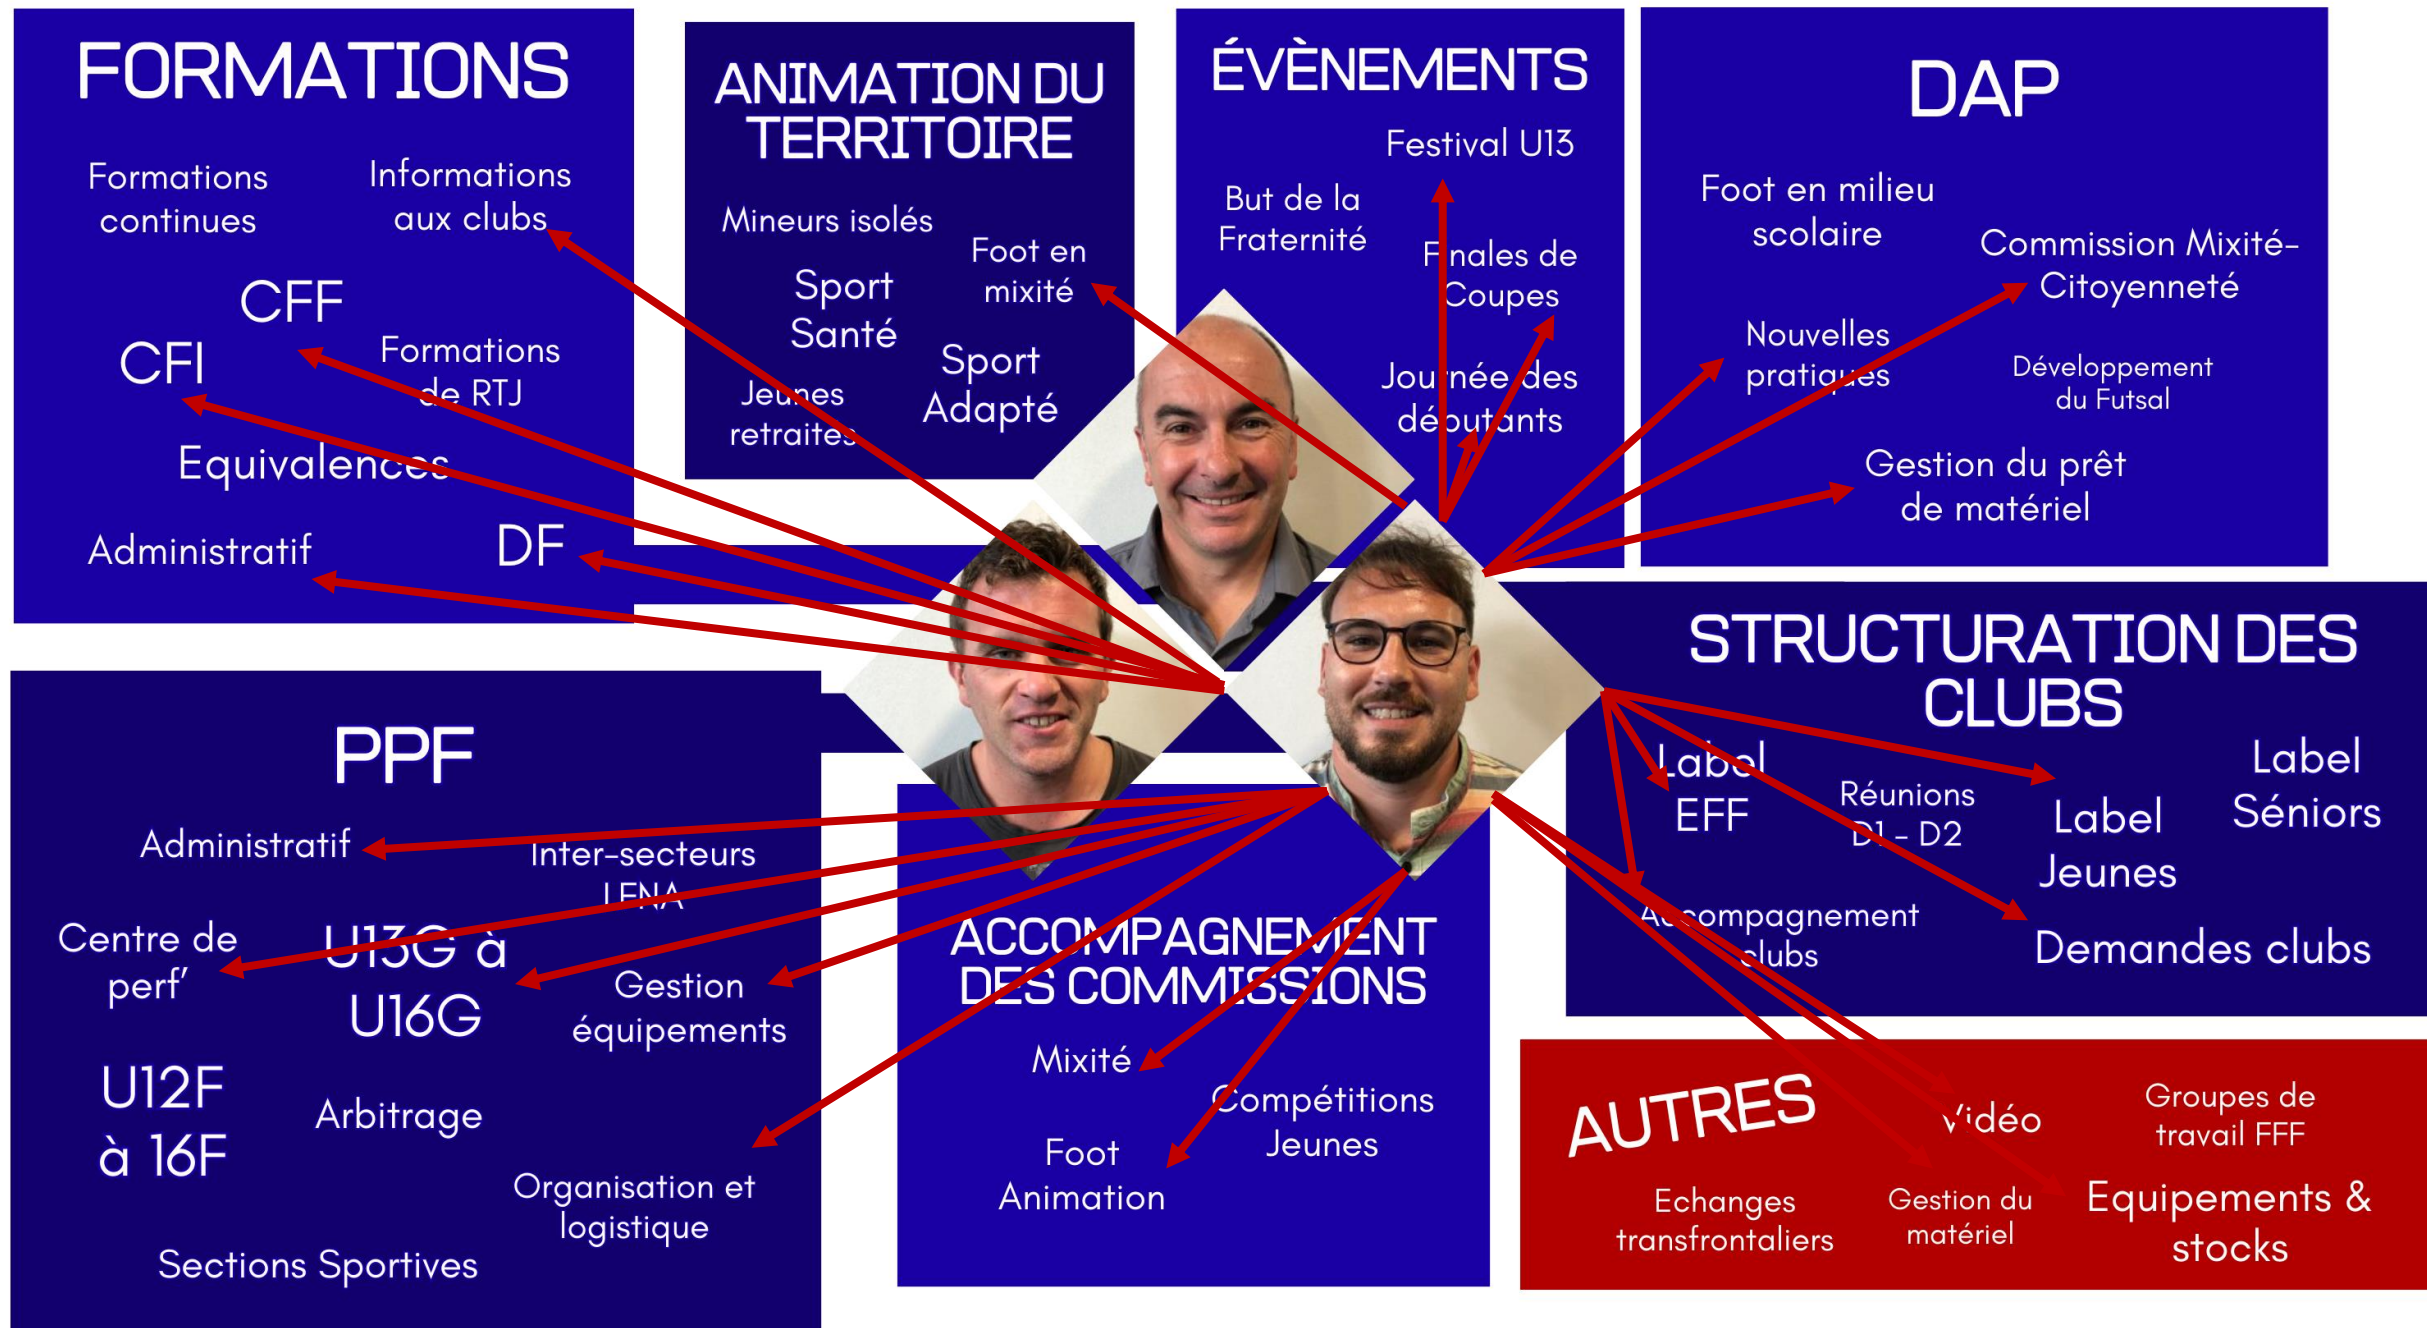 FORMATIONS
Formations
continues
Informations
aux clubs
CFF
CFI
Formations
de RTJ
Equivalences
Administratif
DF
ANIMATION DU
TERRITOIRE
Mineurs isolés
Foot en
mixité
Sport
Santé
Sport
Adapté
Jeunes
retraités
ÉVÈNEMENTS
Festival U13
But de la
Fraternité
Finales de
Coupes
Journée des
débutants
DAP
Foot en milieu
scolaire
Commission Mixité-
Citoyenneté
Nouvelles
pratiques
Développement
du Futsal
Gestion du prêt
de matériel
PPF
Administratif
Inter-secteurs
LFNA
Centre de
perf'
U13G à
U16G
Gestion
équipements
U12F
à 16F
Arbitrage
Organisation et
logistique
Sections Sportives
ACCOMPAGNEMENT
DES COMMISSIONS
Mixité
Compétitions
Jeunes
Foot
Animation
STRUCTURATION DES
CLUBS
Label
EFF
Réunions
D1 - D2
Label
Jeunes
Label
Séniors
Accompagnement
clubs
Demandes clubs
AUTRES
Vidéo
Groupes de
travail FFF
Echanges
transfrontaliers
Gestion du
matériel
Equipements &
stocks